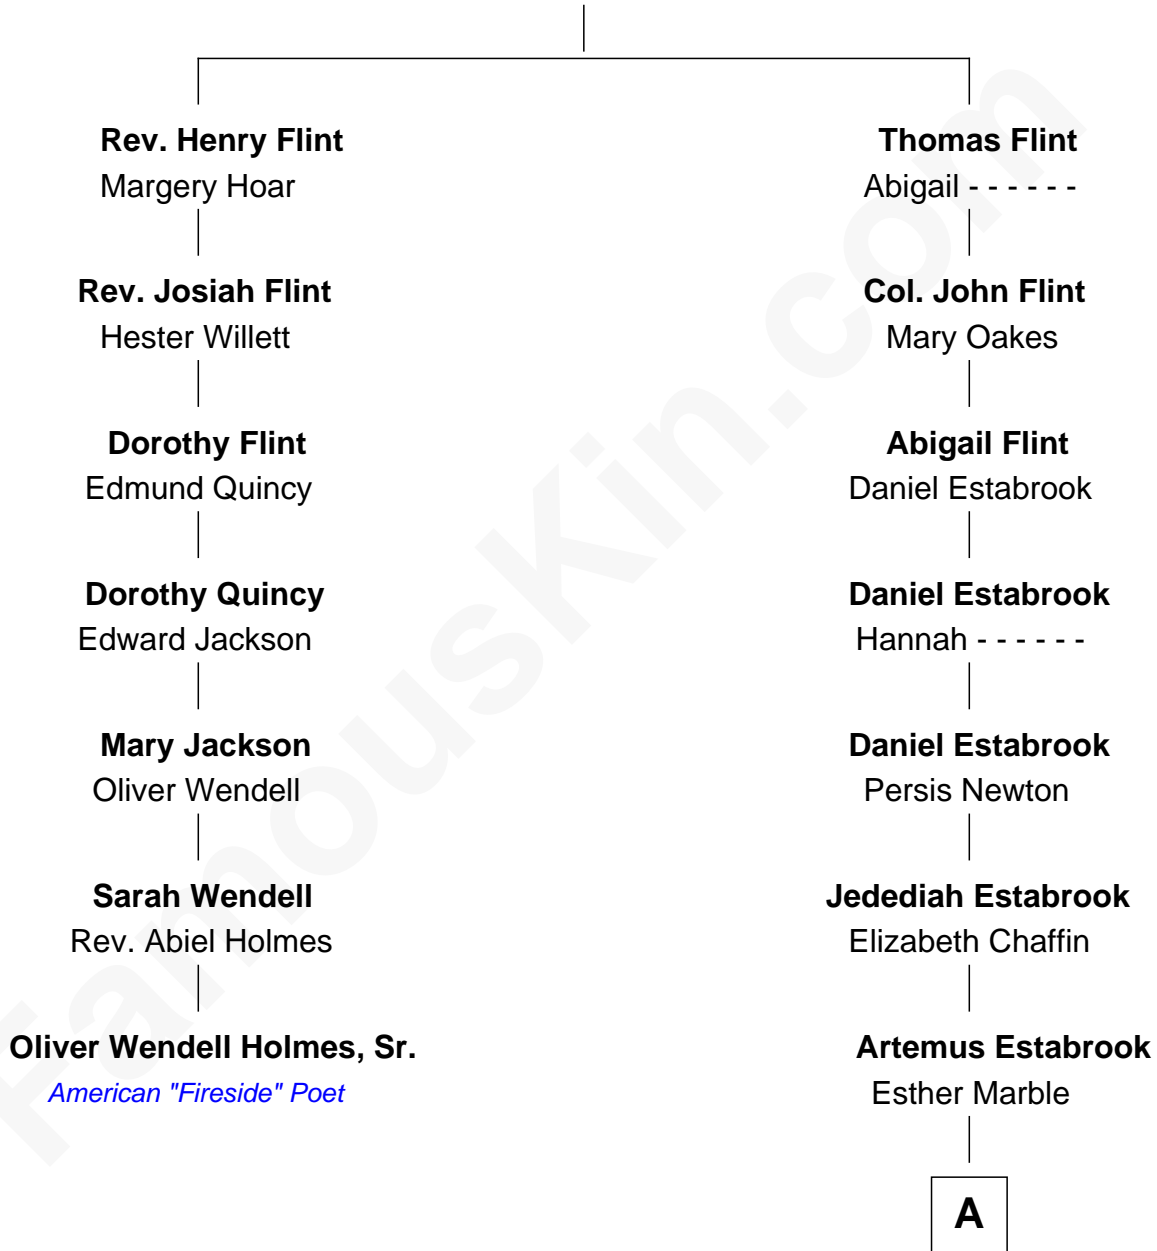 Rev. Henry Flint
Margery Hoar
Rev. Josiah Flint
Hester Willett
Dorothy Flint
Edmund Quincy
Dorothy Quincy
Edward Jackson
Mary Jackson
Oliver Wendell
Sarah Wendell
Rev. Abiel Holmes
Oliver Wendell Holmes, Sr.
American "Fireside" Poet
Thomas Flint
Abigail - - - - - -
Col. John Flint
Mary Oakes
Abigail Flint
Daniel Estabrook
Daniel Estabrook
Hannah - - - - - -
Daniel Estabrook
Persis Newton
Jedediah Estabrook
Elizabeth Chaffin
Artemus Estabrook
Esther Marble
A
FamousKin.com